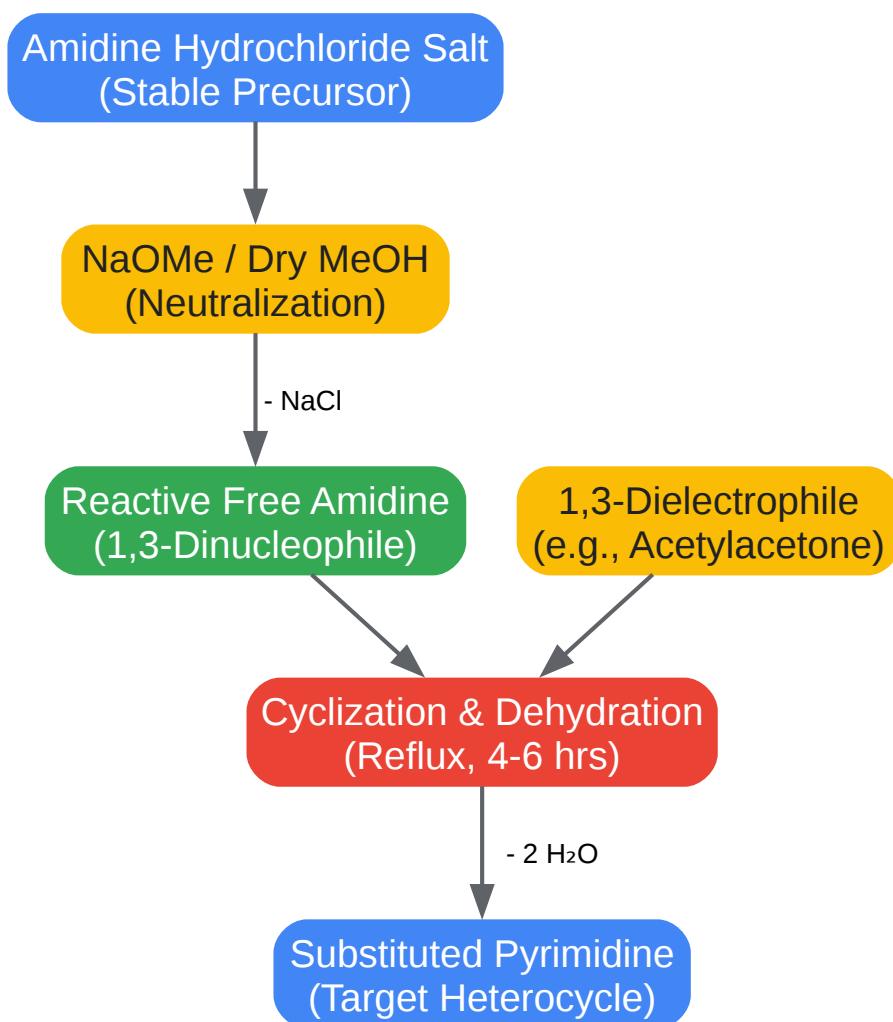 Amidine Hydrochloride Salt
(Stable Precursor)
NaOMe / Dry MeOH
(Neutralization)
- NaCl
Reactive Free Amidine
(1,3-Dinucleophile)
1,3-Dielectrophile
(e.g., Acetylacetone)
Cyclization & Dehydration
(Reflux, 4-6 hrs)
- 2 H₂O
Substituted Pyrimidine
(Target Heterocycle)